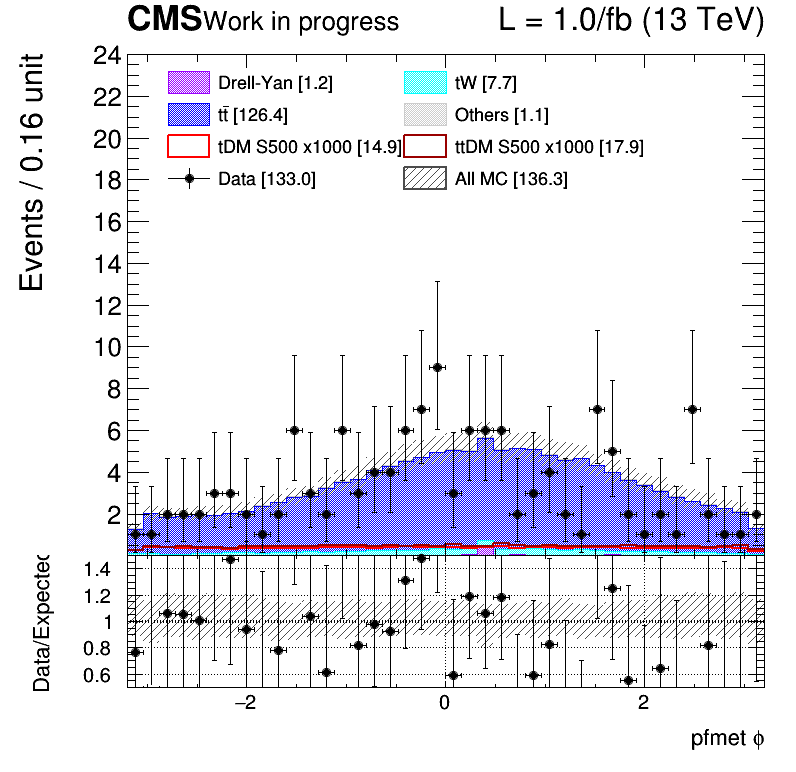 CMS Work in progress L = 1.0/fb (13 TeV)
Events / 0.16 unit
24
22
20
18
16
14
12
10
8
6
4
2
Drell-Yan [1.2] tW [7.7]
tt̄ [126.4] Others [1.1]
tDM S500 x1000 [14.9] ttDM S500 x1000 [17.9]
Data [133.0] All MC [136.3]
Data/Expected
1.4
1.2
1
0.8
0.6
−2 0 2
pfmet ϕ